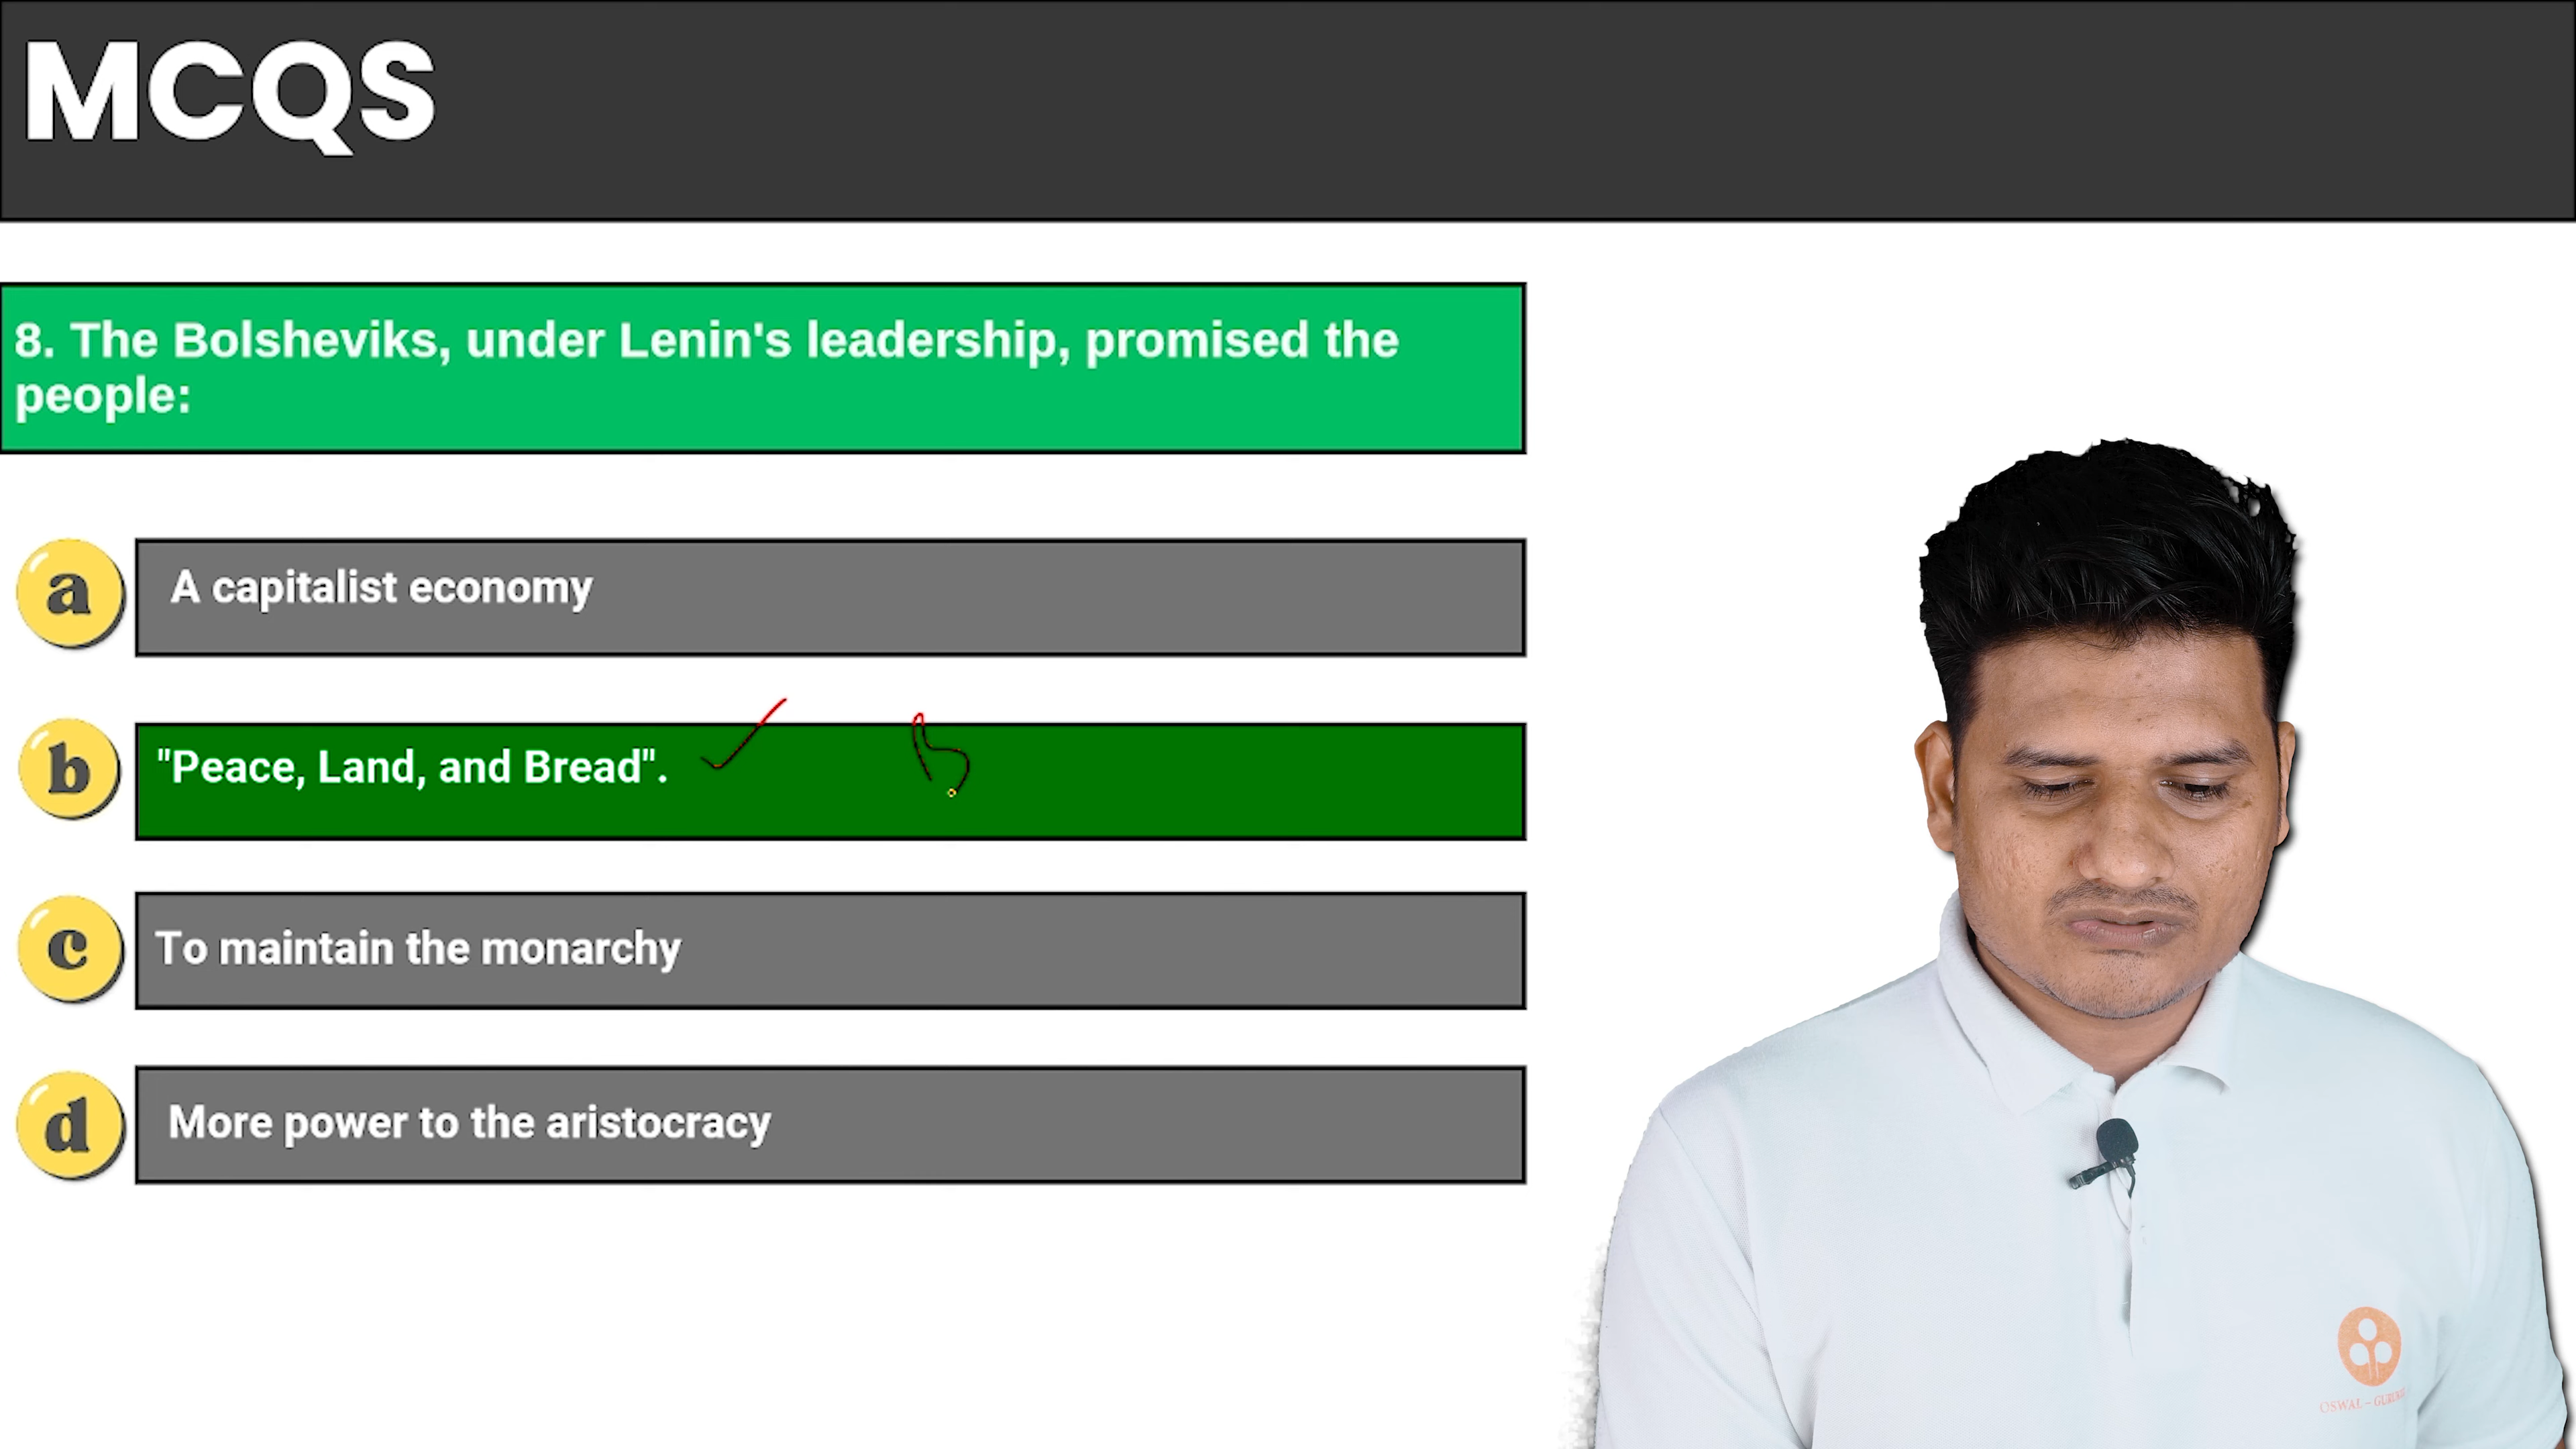 MCQS
8. The Bolsheviks, under Lenin's leadership, promised the
people:
a
A capitalist economy
b
"Peace, Land, and Bread".
c
To maintain the monarchy
d
More power to the aristocracy
OSWAL –